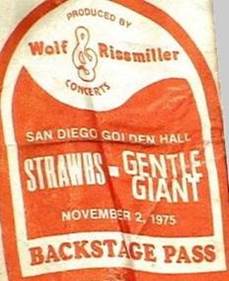 PRODUCED BY
Wolf Rissmiller
CONCERTS
SAN DIEGO GOLDEN HALL
STRAWBS - GENTLE
GIANT
NOVEMBER 2, 1975
BACKSTAGE PASS